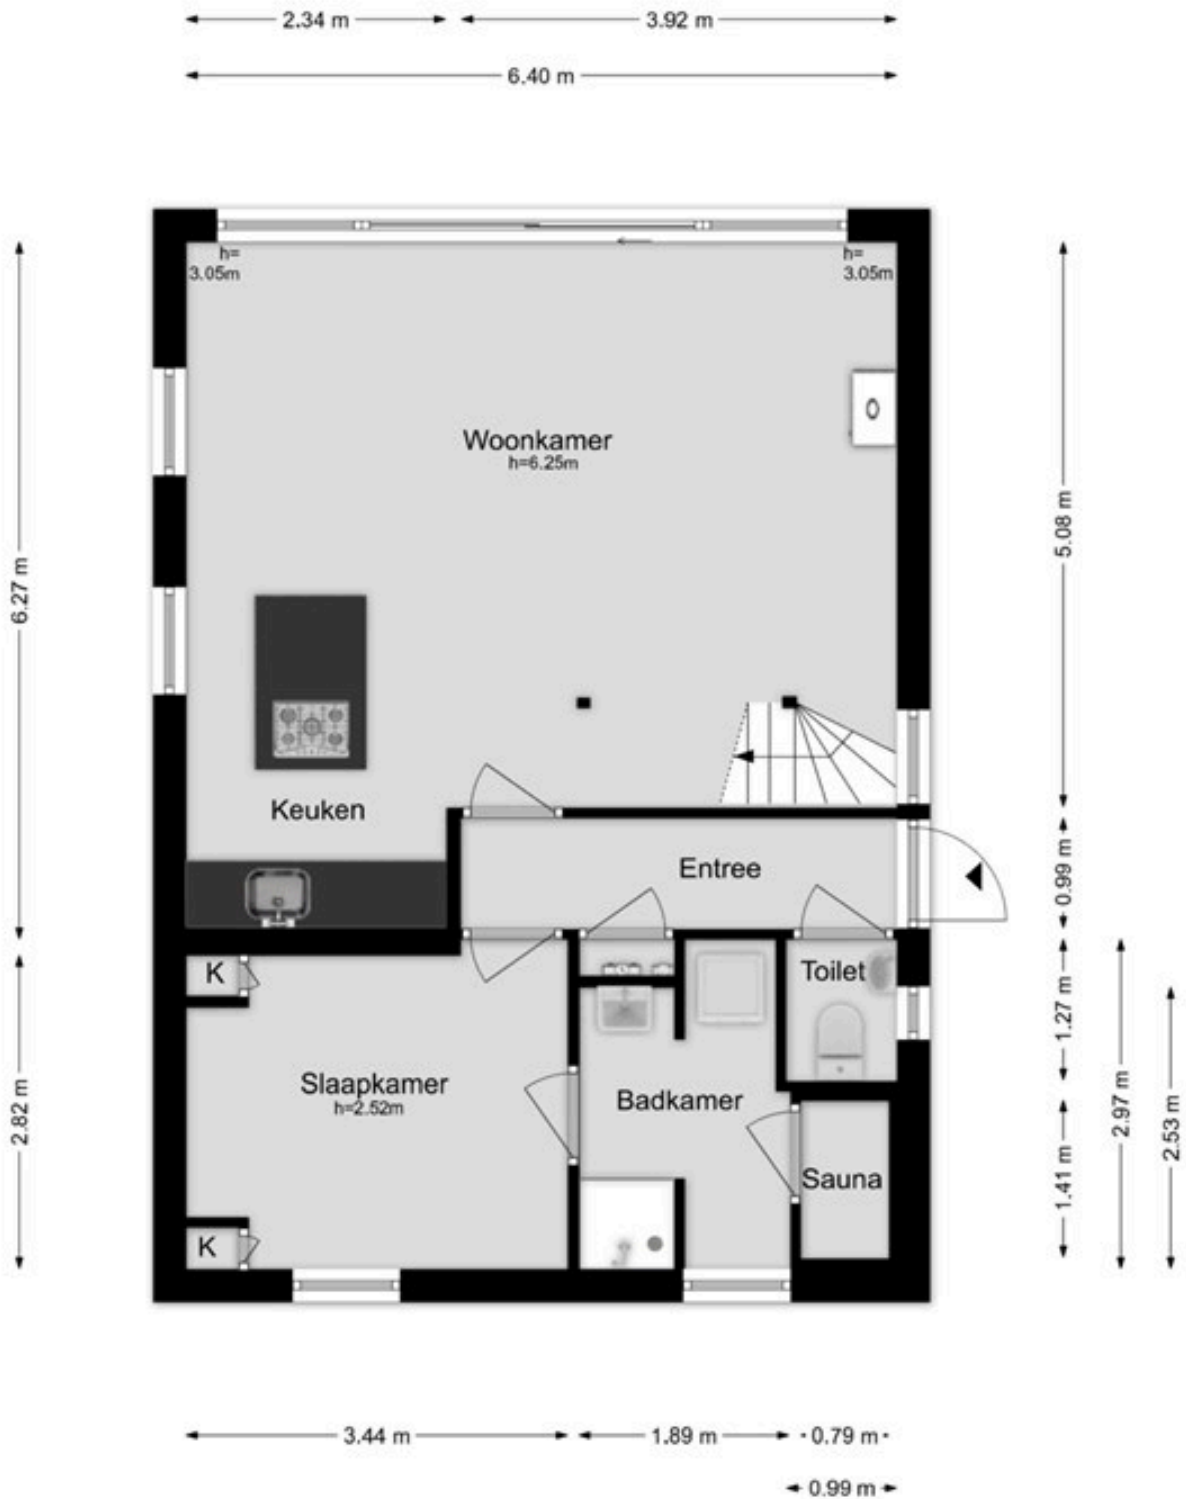 2.34 m
3.92 m
6.40 m
h=
3.05m
h=
3.05m
Woonkamer
h=6.25m
6.27 m
5.08 m
Keuken
Entree
0.99 m
K
Toilet
1.27 m
Slaapkamer
h=2.52m
Badkamer
2.82 m
2.97 m
2.53 m
1.41 m
Sauna
K
3.44 m
1.89 m
0.79 m
0.99 m